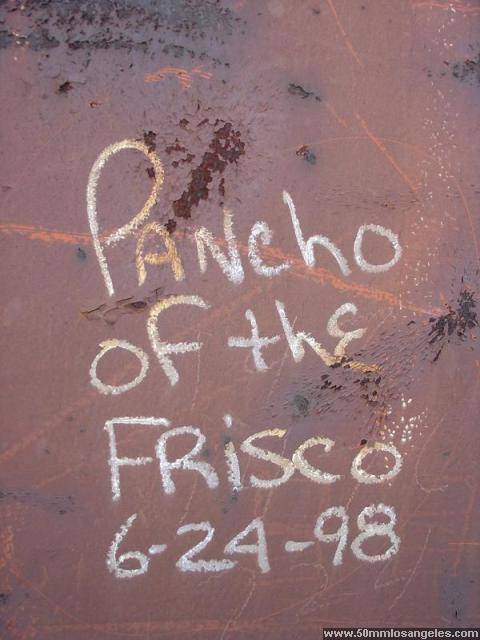 PANcho
of the
FRiSCO
6-24-98
www.50mmlosangeles.com